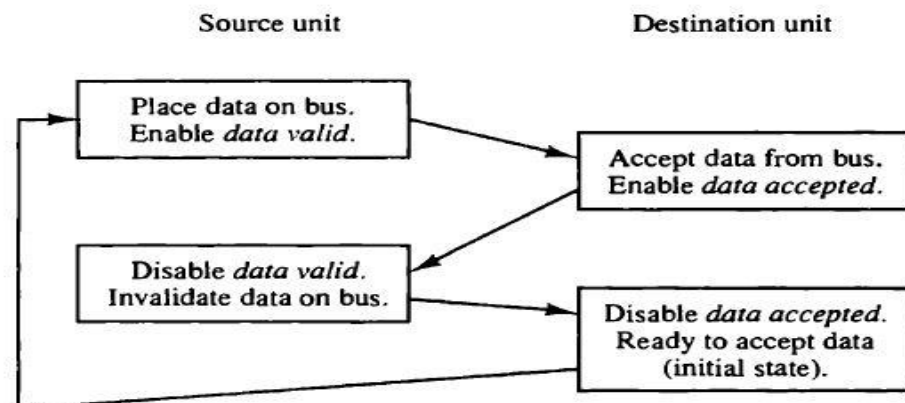 Source unit
Destination unit
Place data on bus.
Enable data valid.
Accept data from bus.
Enable data accepted.
Disable data valid.
Invalidate data on bus.
Disable data accepted.
Ready to accept data
(initial state).